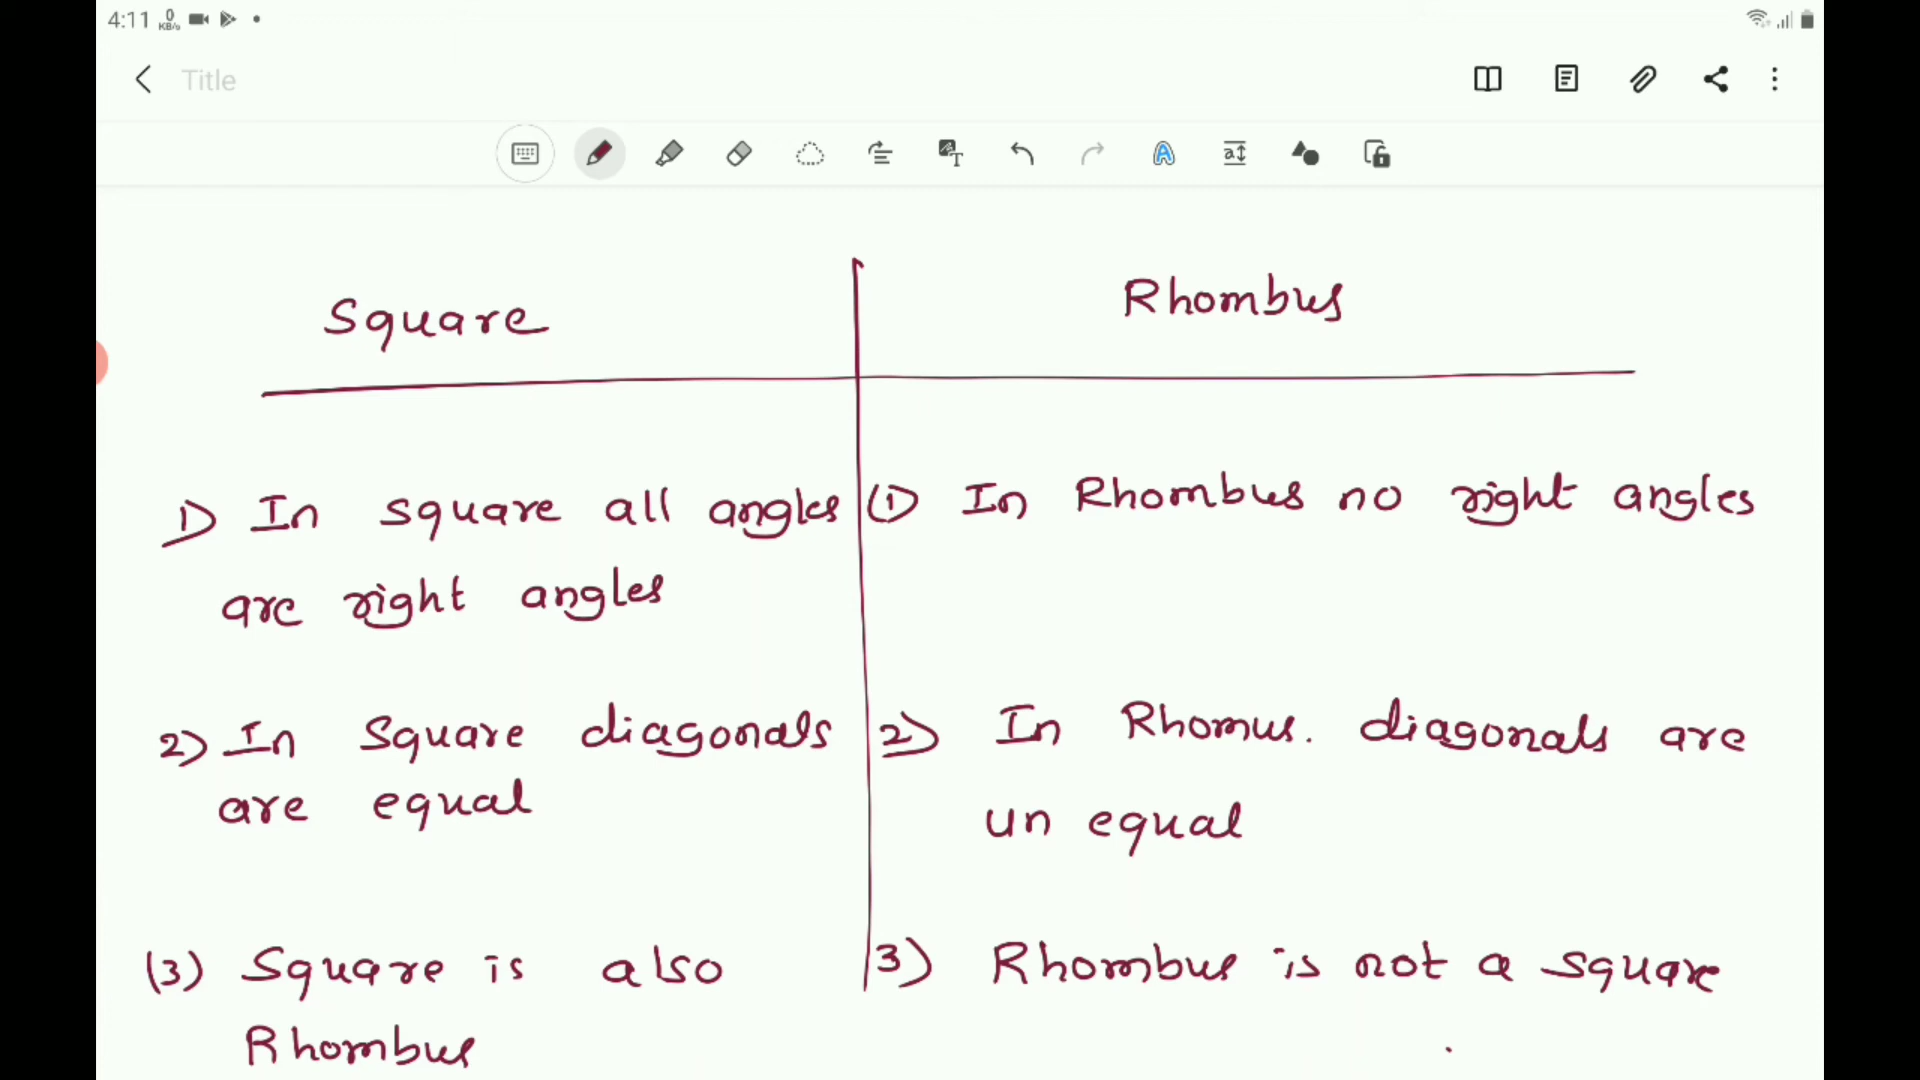 4:11 0 KB/s
Title
Square
Rhombus
1) In square all angles
are right angles
(1) In Rhombus no right angles
2) In Square diagonals
are equal
2) In Rhomus. diagonals are
un equal
(3) Square is also
Rhombus
3) Rhombus is not a square